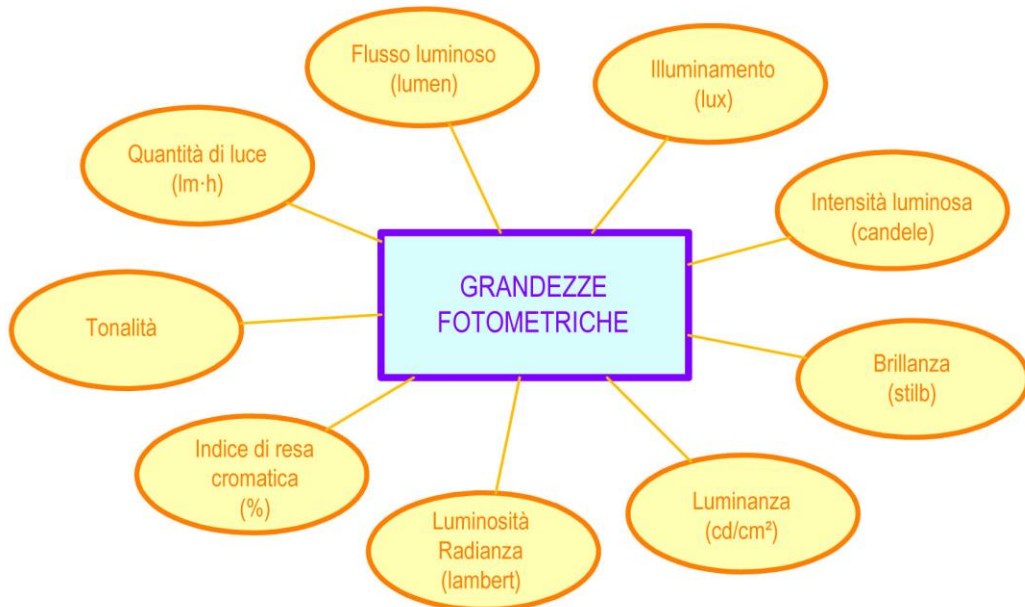 Flusso luminoso
(lumen)
Illuminamento
(lux)
Quantità di luce
(lm·h)
Intensità luminosa
(candele)
GRANDEZZE
FOTOMETRICHE
Tonalità
Brillanza
(stilb)
Indice di resa
cromatica
(%)
Luminosità
Radianza
(lambert)
Luminanza
(cd/cm²)